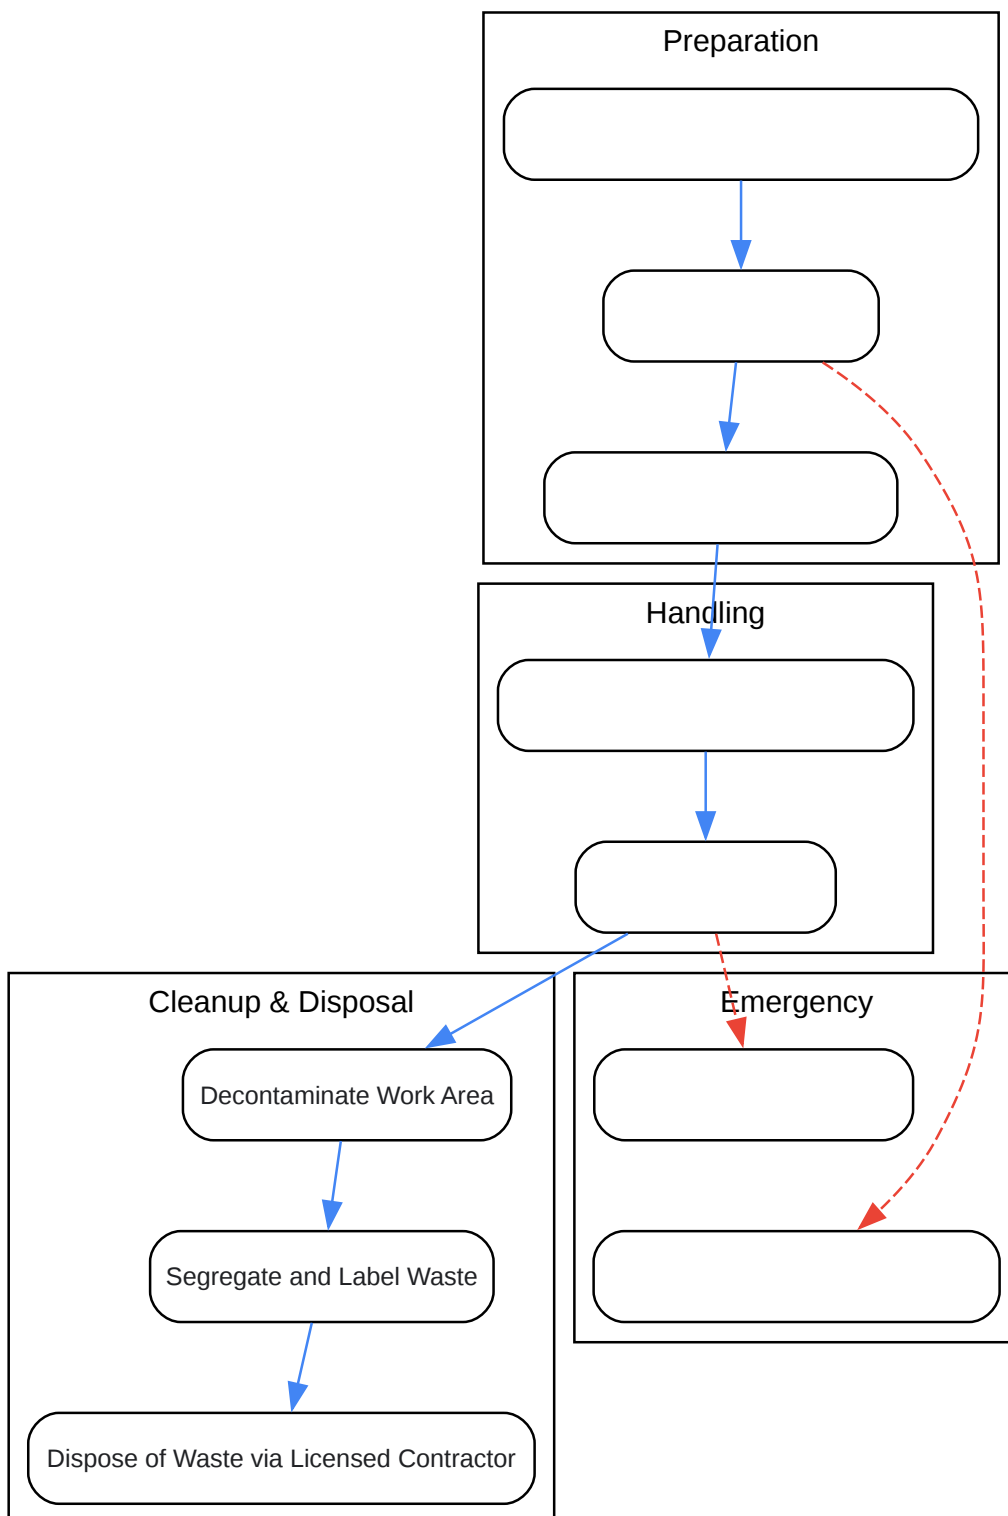 Preparation
Handling
Cleanup & Disposal
Emergency
Decontaminate Work Area
Segregate and Label Waste
Dispose of Waste via Licensed Contractor